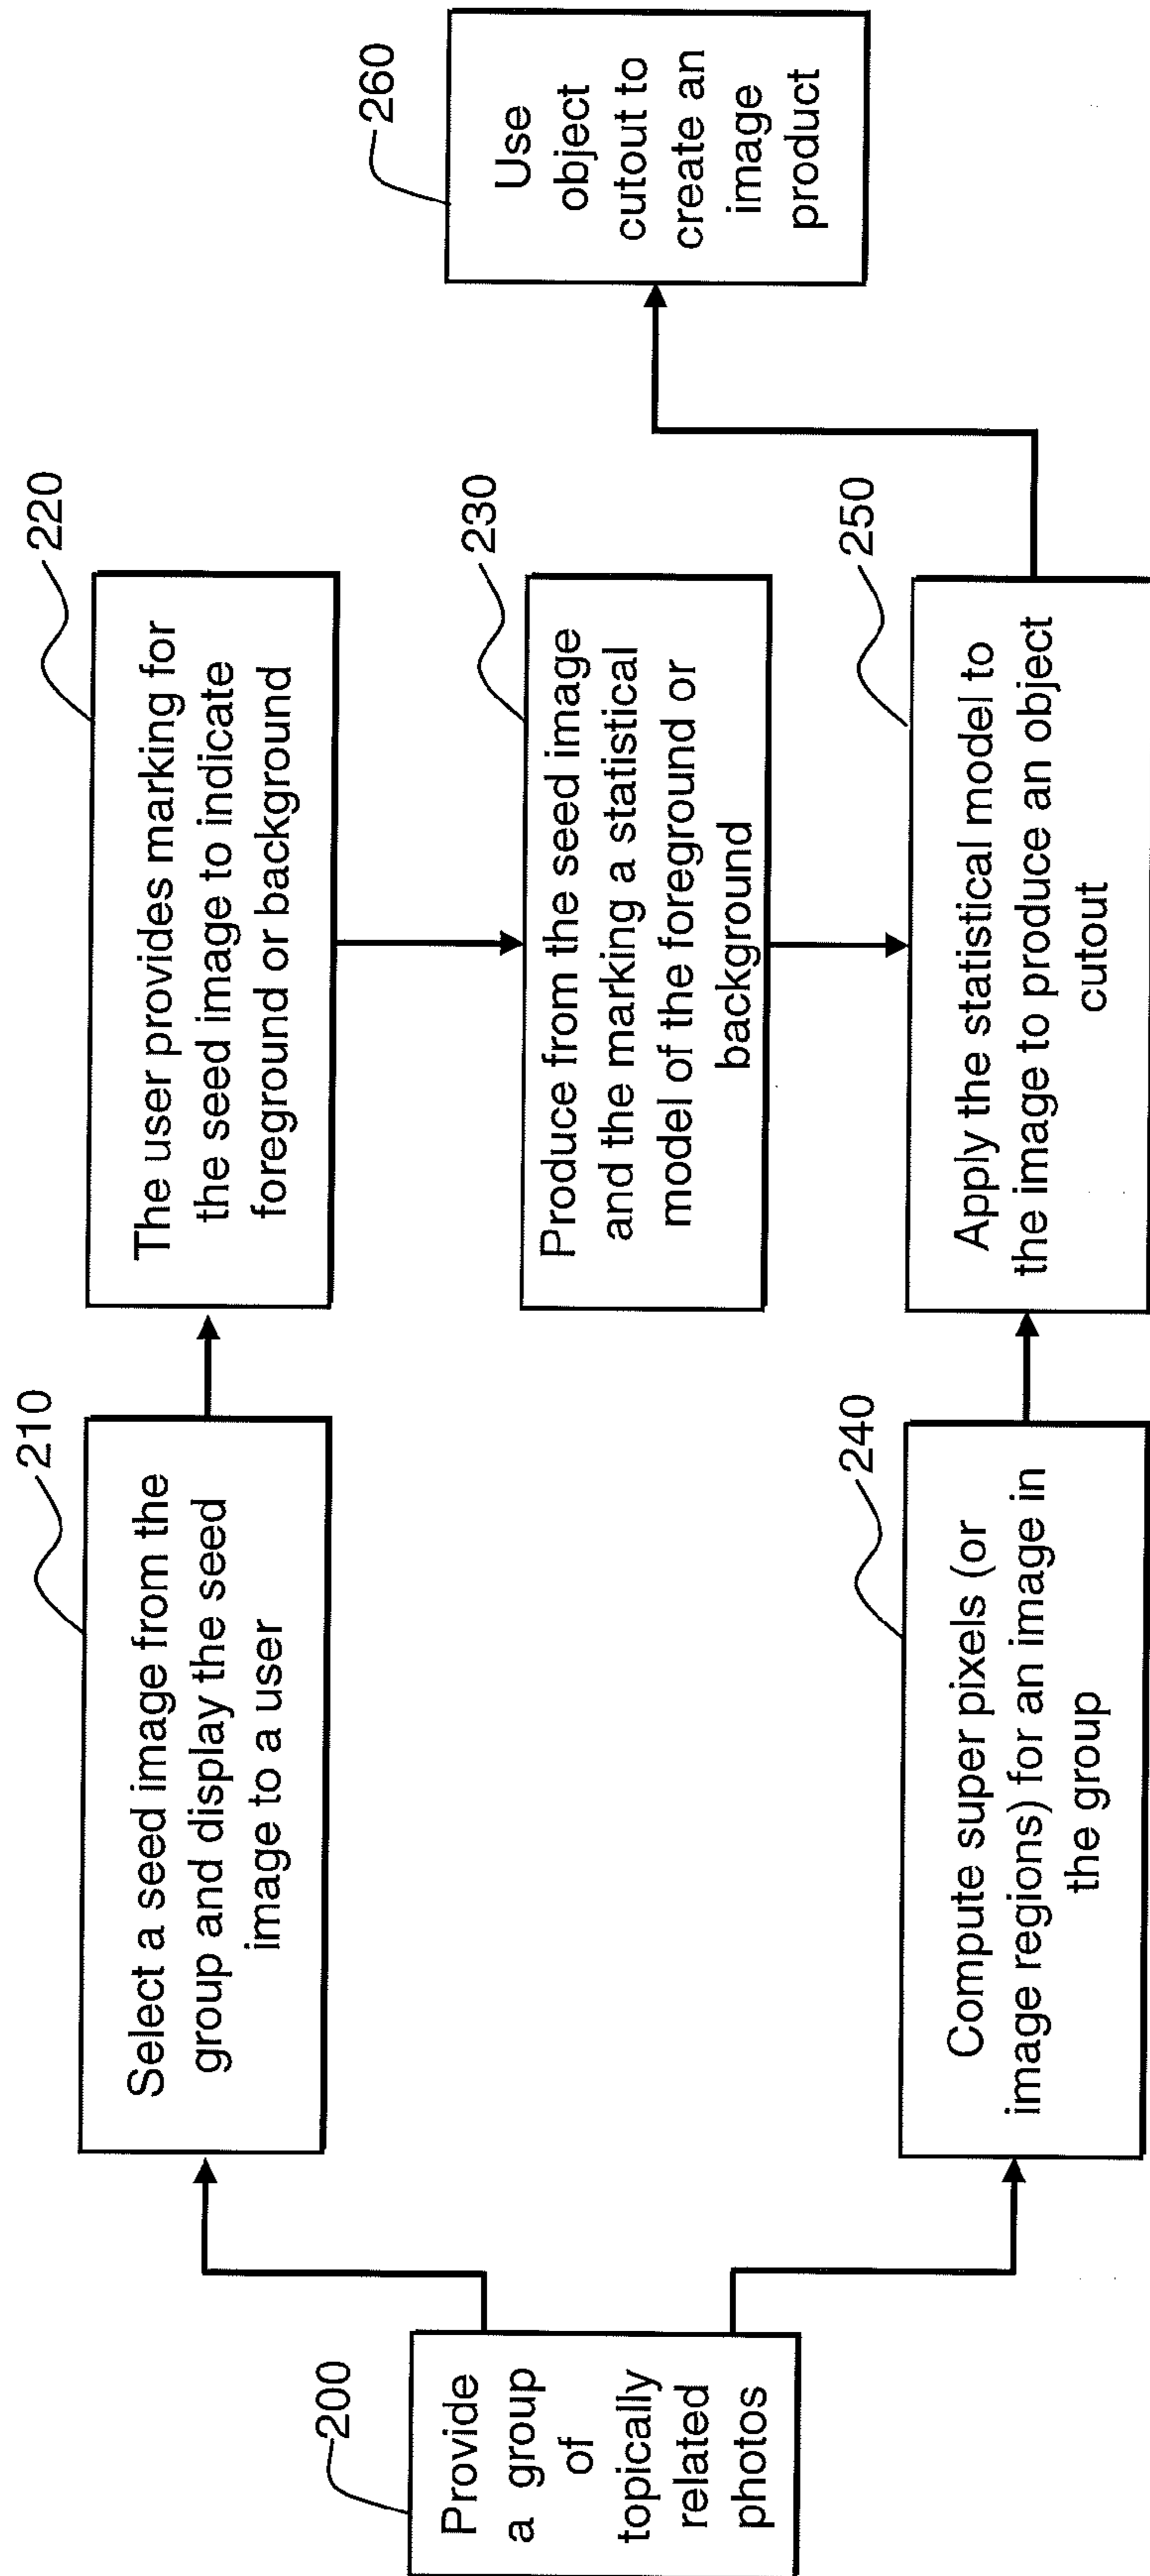 200
Provide
a group
of
topically
related
photos
210
Select a seed image from the
group and display the seed
image to a user
220
The user provides marking for
the seed image to indicate
foreground or background
230
Produce from the seed image
and the marking a statistical
model of the foreground or
background
240
Compute super pixels (or
image regions) for an image in
the group
250
Apply the statistical model to
the image to produce an object
cutout
260
Use
object
cutout to
create an
image
product